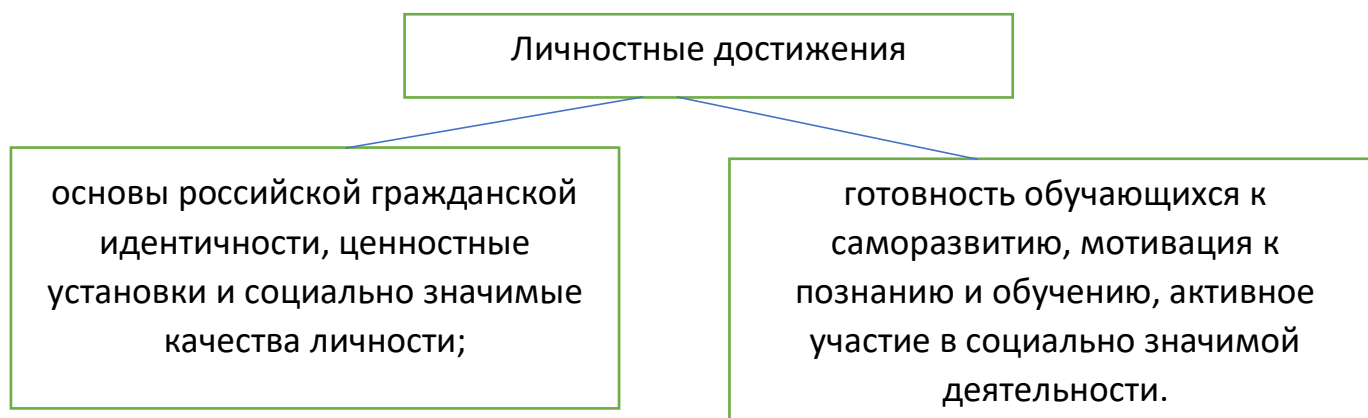 Личностные достижения
основы российской гражданской
идентичности, ценностные
установки и социально значимые
качества личности;
готовность обучающихся к
саморазвитию, мотивация к
познанию и обучению, активное
участие в социально значимой
деятельности.